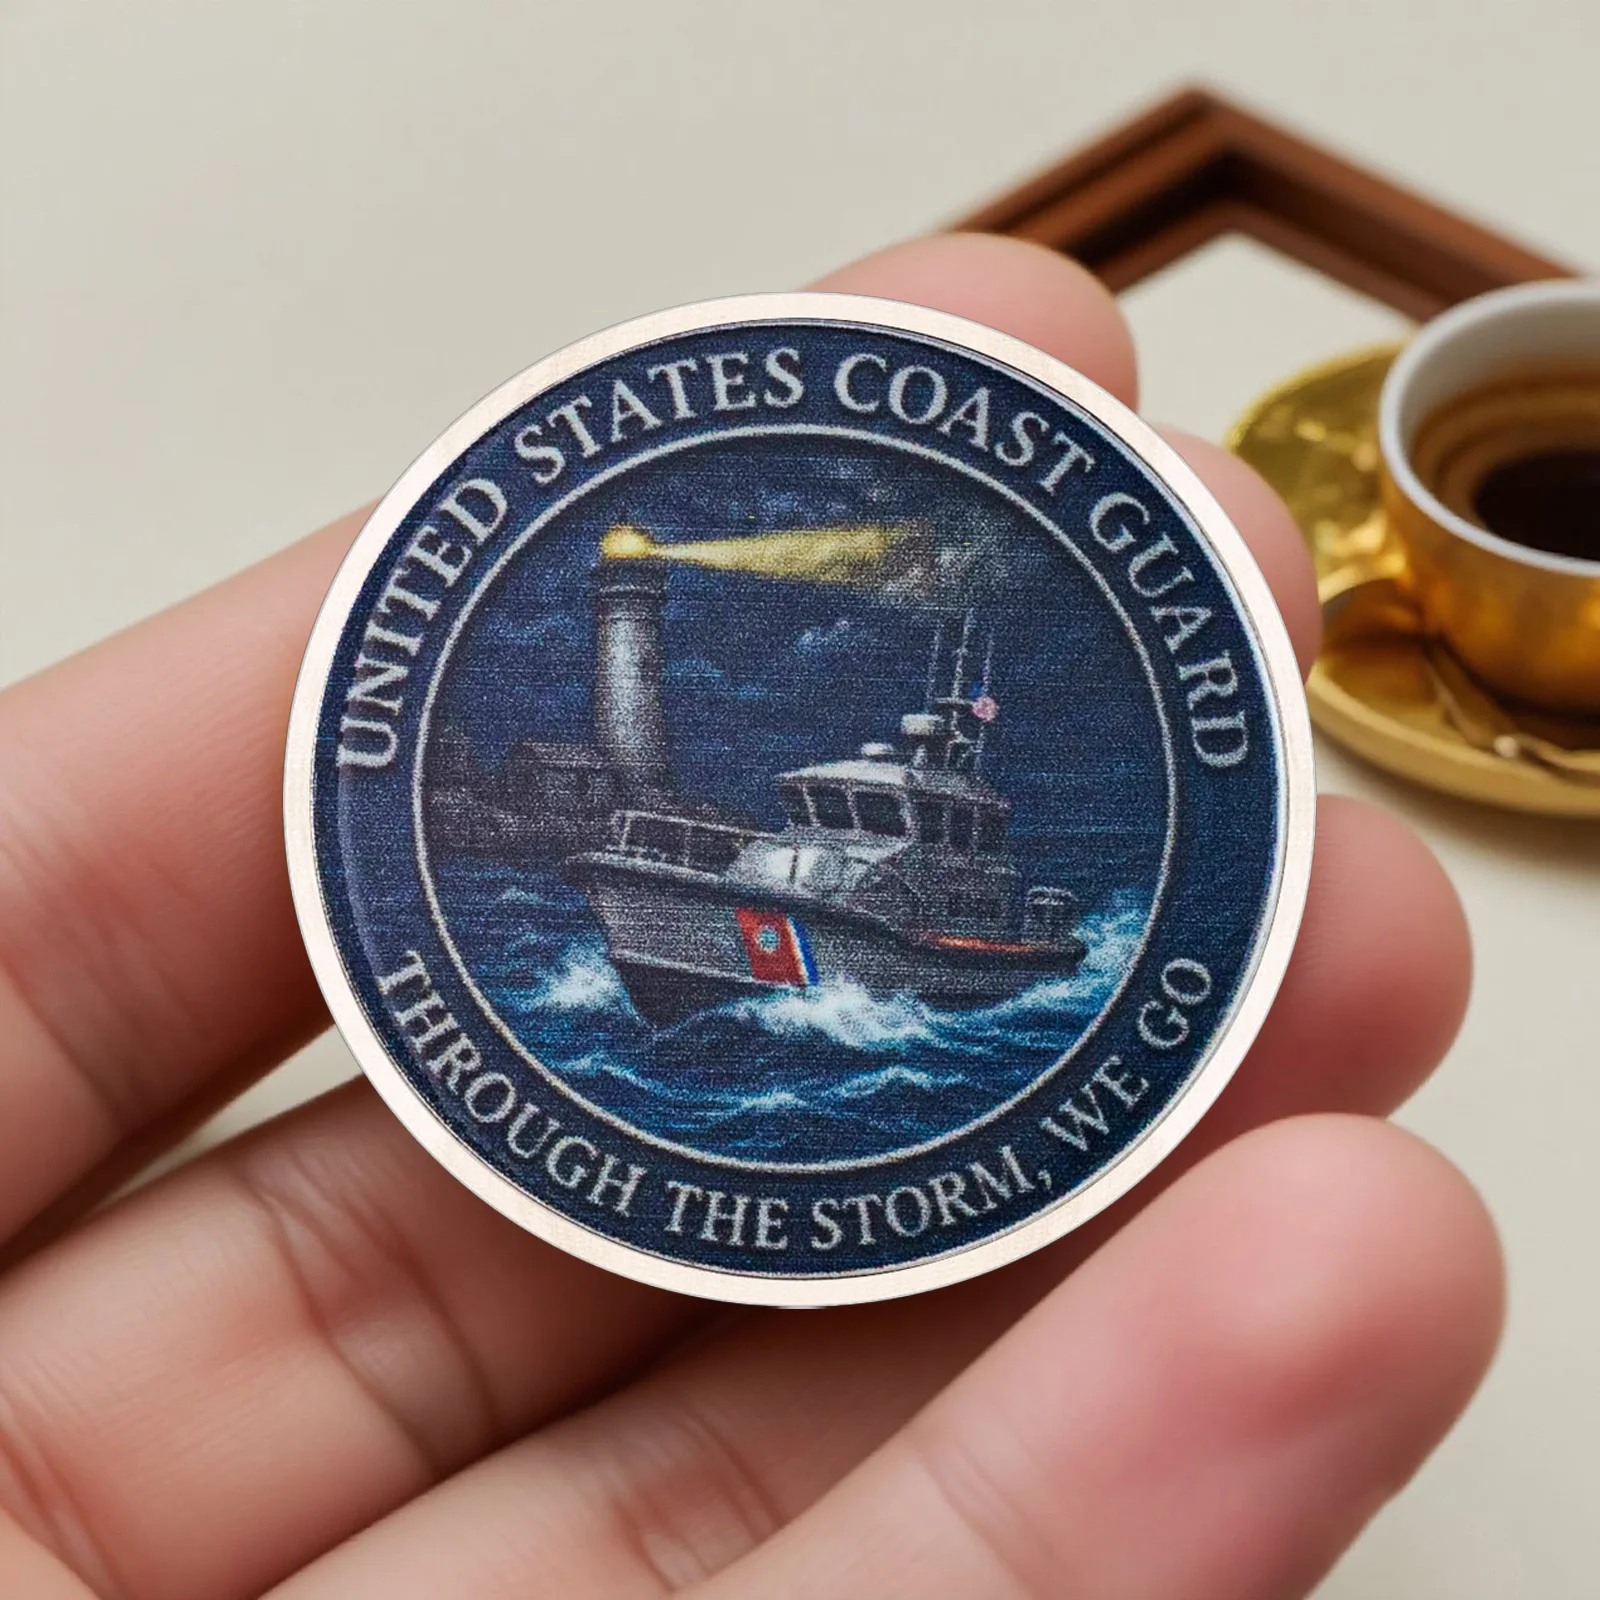 UNITED STATES COAST GUARD
THROUGH THE STORM, WE GO